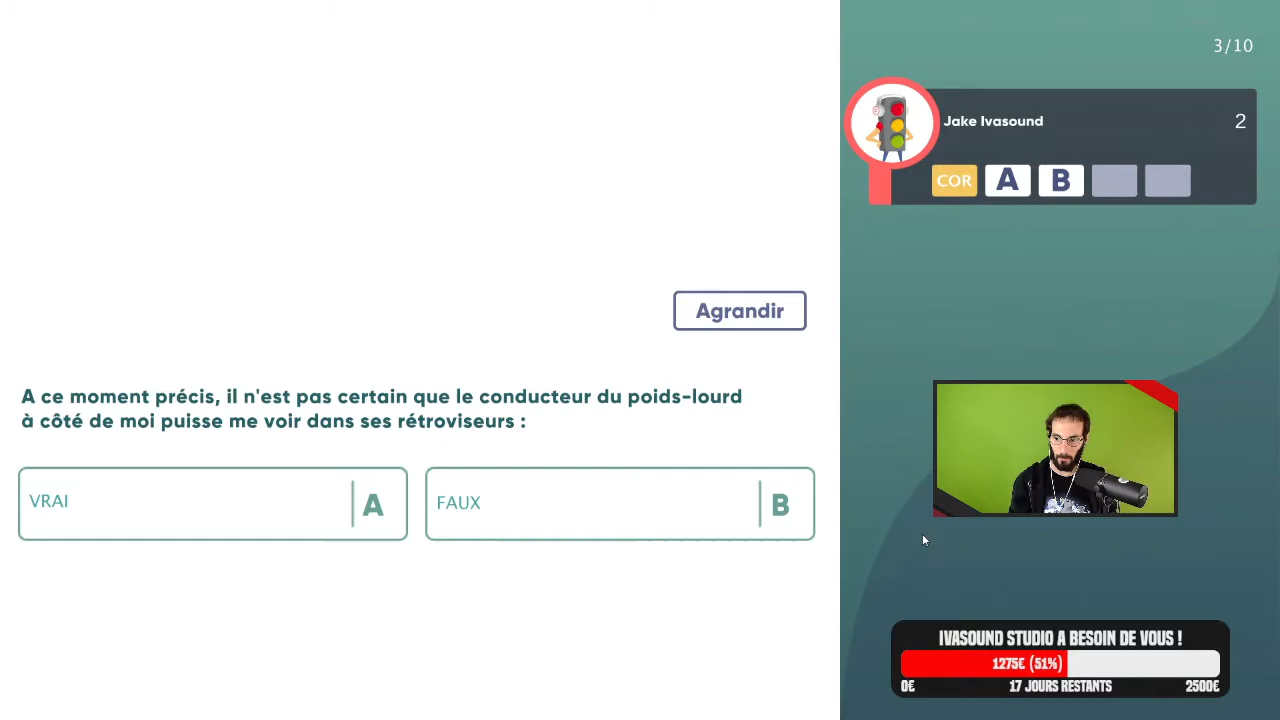 3/10
Jake Ivasound
2
COR A B
Agrandir
A ce moment précis, il n'est pas certain que le conducteur du poids-lourd
à côté de moi puisse me voir dans ses rétroviseurs :
VRAI A
FAUX B
IVASOUND STUDIO A BESOIN DE VOUS !
1275€ (51%)
0€ 17 JOURS RESTANTS 2500€